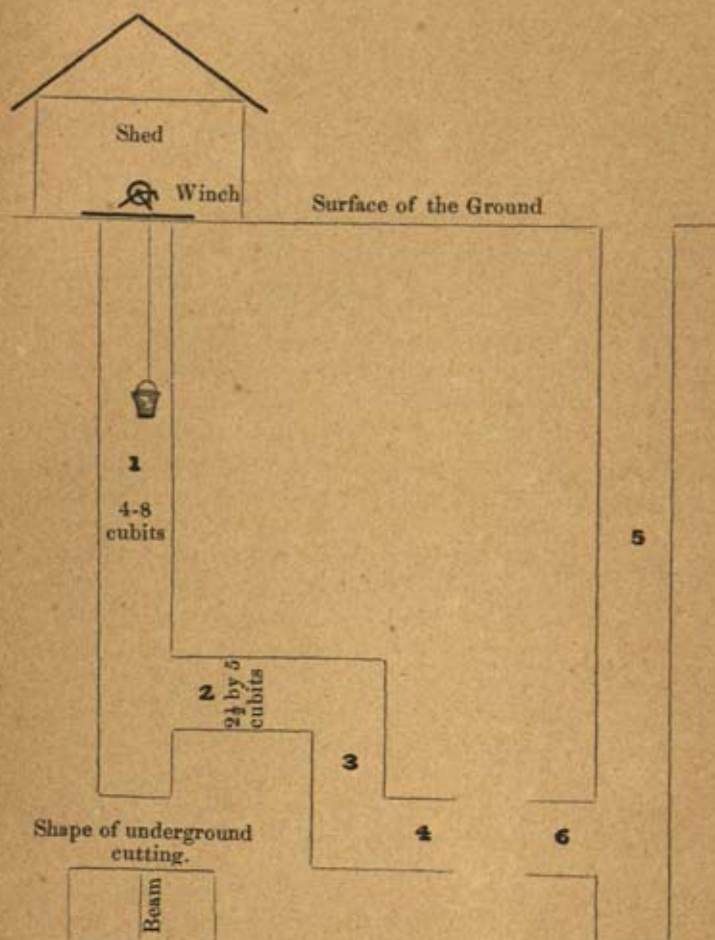 Shed
Winch
Surface of the Ground
1
4-8
cubits
5
2
2½ by 5
cubits
3
4
6
Shape of underground
cutting.
Beam